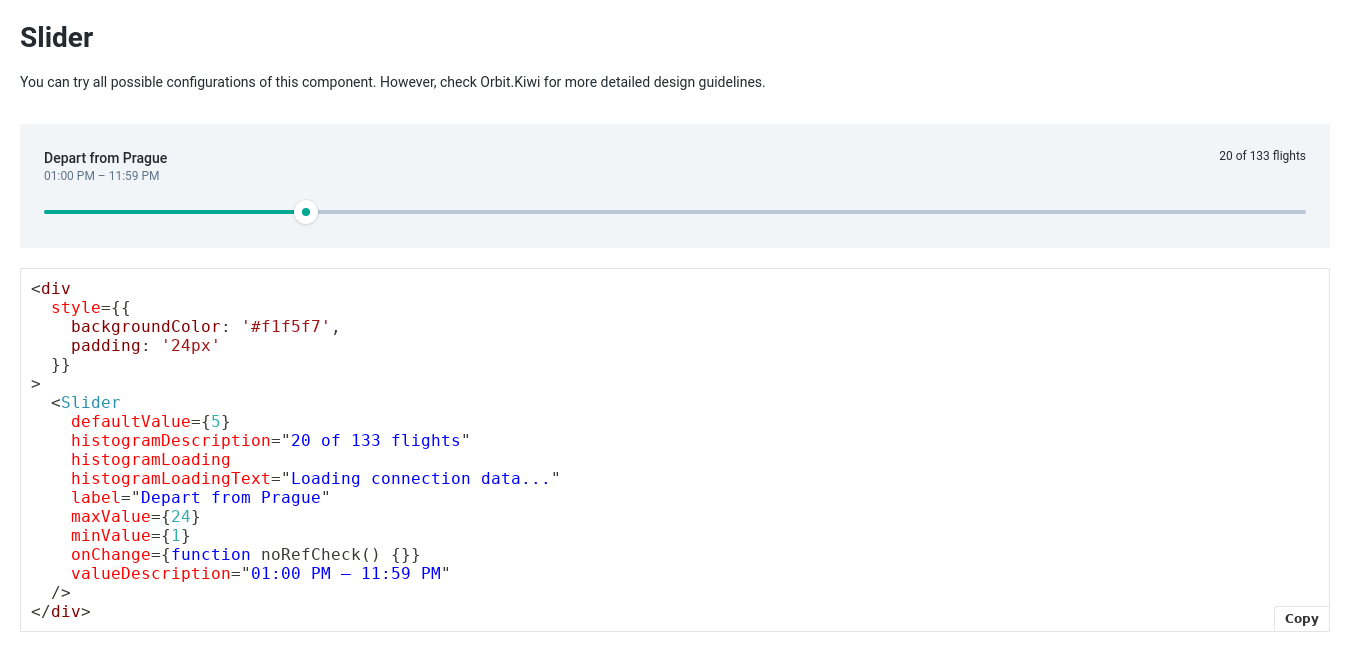 Slider
You can try all possible configurations of this component. However, check Orbit.Kiwi for more detailed design guidelines.
Depart from Prague
20 of 133 flights
01:00 PM – 11:59 PM
<div
  style={{
    backgroundColor: '#f1f5f7',
    padding: '24px'
  }}
>
  <Slider
    defaultValue={5}
    histogramDescription="20 of 133 flights"
    histogramLoading
    histogramLoadingText="Loading connection data..."
    label="Depart from Prague"
    maxValue={24}
    minValue={1}
    onChange={function noRefCheck() {}}
    valueDescription="01:00 PM – 11:59 PM"
  />
</div>
Copy